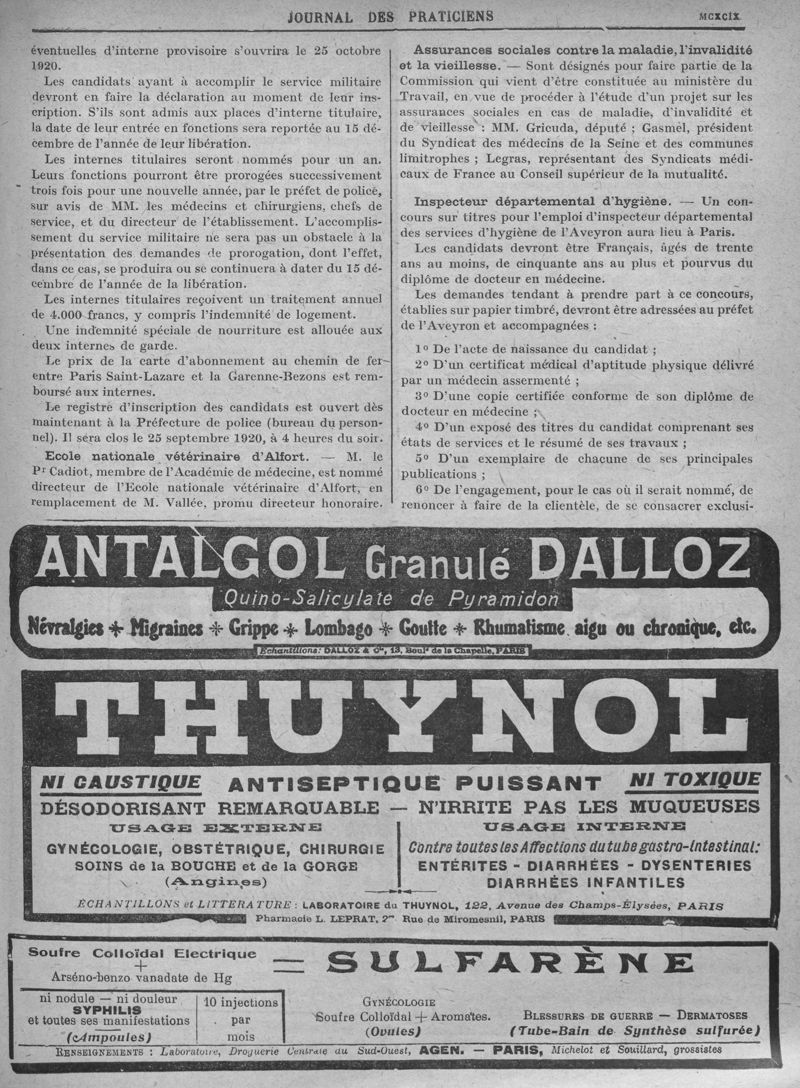 JOURNAL DES PRATICIENS
MCXCIX
éventuelles d'interne provisoire s'ouvrira le 25 octobre
1920.
Les candidats ayant à accomplir le service militaire
devront en faire la déclaration au moment de leur ins-
cription. S'ils sont admis aux places d'interne titulaire,
la date de leur entrée en fonctions sera reportée au 15 dé-
cembre de l'année de leur libération.
Les internes titulaires seront nommés pour un an.
Leurs fonctions pourront être prorogées successivement
trois fois pour une nouvelle année, par le préfet de police,
sur avis de MM. les médecins et chirurgiens, chefs de
service, et du directeur de l'établissement. L'accomplis-
sement du service militaire ne sera pas un obstacle à la
présentation des demandes de prorogation, dont l'effet,
dans ce cas, se produira ou se continuera à dater du 15 dé-
cembre de l'année de la libération.
Les internes titulaires reçoivent un traitement annuel
de 4.000 francs, y compris l'indemnité de logement.
Une indemnité spéciale de nourriture est allouée aux
deux internes de garde.
Le prix de la carte d'abonnement au chemin de fer
entre Paris Saint-Lazare et la Garenne-Bezons est rem-
boursé aux internes.
Le registre d'inscription des candidats est ouvert dès
maintenant à la Préfecture de police (bureau du person-
nel). Il sera clos le 25 septembre 1920, à 4 heures du soir.
Ecole nationale vétérinaire d'Alfort. — M. le
Pr Cadiot, membre de l'Académie de médecine, est nommé
directeur de l'Ecole nationale vétérinaire d'Alfort, en
remplacement de M. Vallée, promu directeur honoraire.
Assurances sociales contre la maladie, l'invalidité
et la vieillesse. — Sont désignés pour faire partie de la
Commission qui vient d'être constituée au ministère du
Travail, en vue de procéder à l'étude d'un projet sur les
assurances sociales en cas de maladie, d'invalidité et
de vieillesse : MM. Gricuda, député ; Gasmel, président
du Syndicat des médecins de la Seine et des communes
limitrophes ; Legras, représentant des Syndicats médi-
caux de France au Conseil supérieur de la mutualité.
Inspecteur départemental d'hygiène. — Un con-
cours sur titres pour l'emploi d'inspecteur départemental
des services d'hygiène de l'Aveyron aura lieu à Paris.
Les candidats devront être Français, âgés de trente
ans au moins, de cinquante ans au plus et pourvus du
diplôme de docteur en médecine.
Les demandes tendant à prendre part à ce concours,
établies sur papier timbré, devront être adressées au préfet
de l'Aveyron et accompagnées :
1º De l'acte de naissance du candidat ;
2º D'un certificat médical d'aptitude physique délivré
par un médecin assermenté ;
3º D'une copie certifiée conforme de son diplôme de
docteur en médecine ;
4º D'un exposé des titres du candidat comprenant ses
états de services et le résumé de ses travaux ;
5º D'un exemplaire de chacune de ses principales
publications ;
6º De l'engagement, pour le cas où il serait nommé, de
renoncer à faire de la clientèle, de se consacrer exclusi-
ANTALGOL Granulé DALLOZ
Quino-Salicylate de Pyramidon
Névralgies * Migraines * Grippe * Lombago * Goutte * Rhumatisme aigu ou chronique, etc.
Echantillons: DALLOZ & Cie, 13, Boulᵈ de la Chapelle, PARIS
THUYNOL
NI CAUSTIQUE ANTISEPTIQUE PUISSANT NI TOXIQUE
DÉSODORISANT REMARQUABLE — N'IRRITE PAS LES MUQUEUSES
USAGE EXTERNE
GYNÉCOLOGIE, OBSTÉTRIQUE, CHIRURGIE
SOINS de la BOUCHE et de la GORGE
(Angines)
USAGE INTERNE
Contre toutes les Affections du tube gastro-intestinal:
ENTÉRITES - DIARRHÉES - DYSENTERIES
DIARRHÉES INFANTILES
ÉCHANTILLONS et LITTÉRATURE : LABORATOIRE du THUYNOL, 122, Avenue des Champs-Élysées, PARIS
Pharmacie L. LEPRAT, Rue de Miromesnil, PARIS
Soufre Colloïdal Electrique
+
Arséno-benzo vanadate de Hg
= SULFARÈNE
ni nodule — ni douleur
SYPHILIS
et toutes ses manifestations
(Ampoules)
10 injections
par
mois
GYNÉCOLOGIE
Soufre Colloïdal + Aromates.
(Ovules)
BLESSURES DE GUERRE — DERMATOSES
(Tube-Bain de Synthèse sulfurée)
RENSEIGNEMENTS : Laboratoire, Droguerie Centrale du Sud-Ouest, AGEN. — PARIS, Michelot et Souillard, grossistes